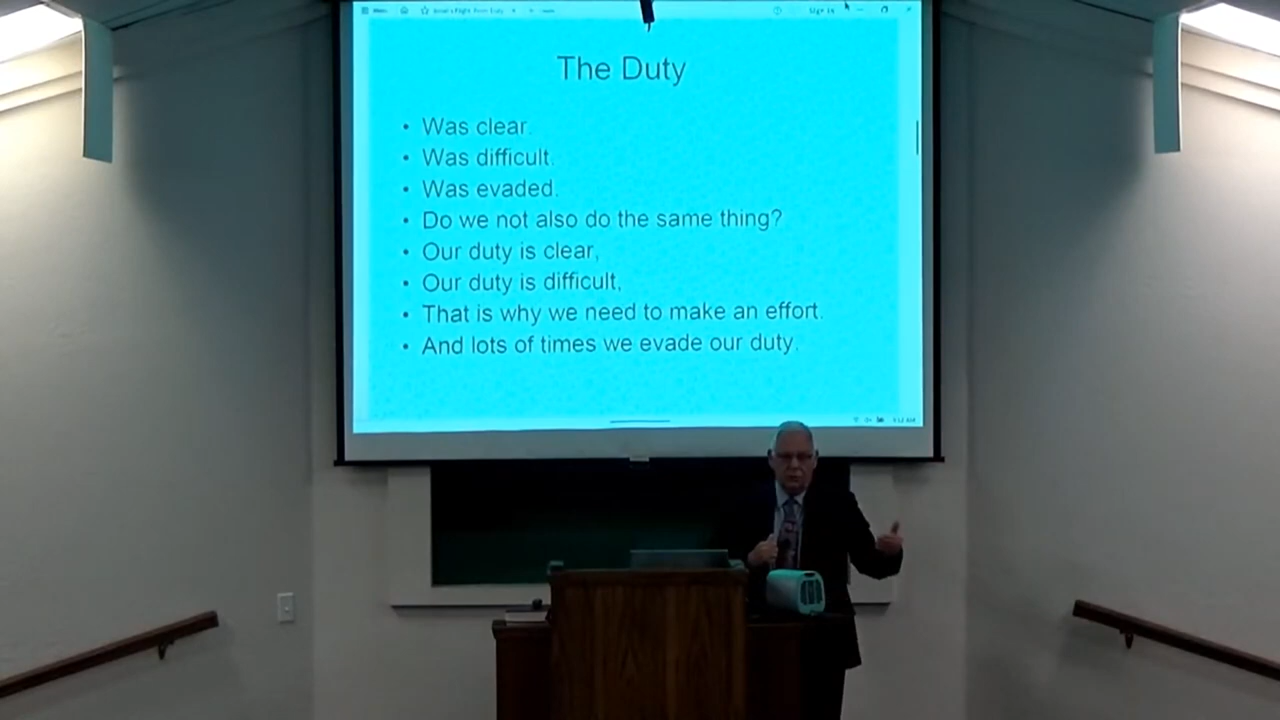 The Duty
• Was clear.
• Was difficult.
• Was evaded.
• Do we not also do the same thing?
• Our duty is clear,
• Our duty is difficult,
• That is why we need to make an effort.
• And lots of times we evade our duty.